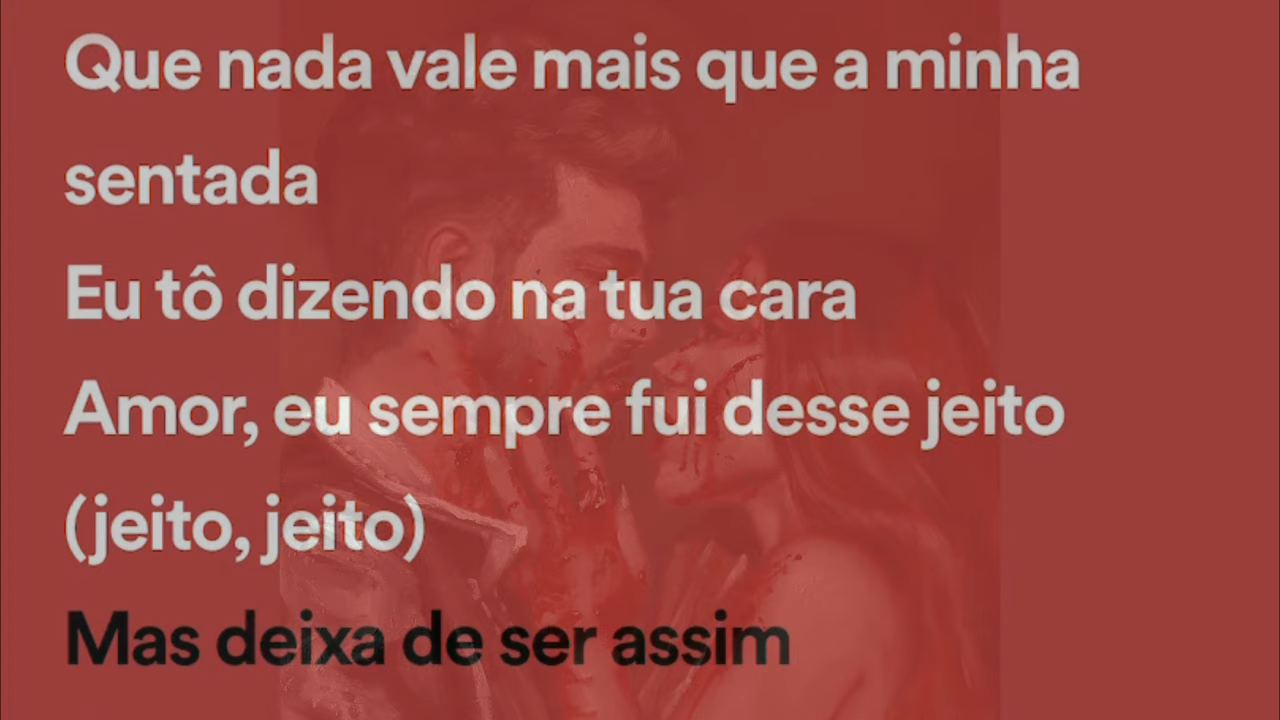 Que nada vale mais que a minha
sentada
Eu tô dizendo na tua cara
Amor, eu sempre fui desse jeito
(jeito, jeito)
Mas deixa de ser assim